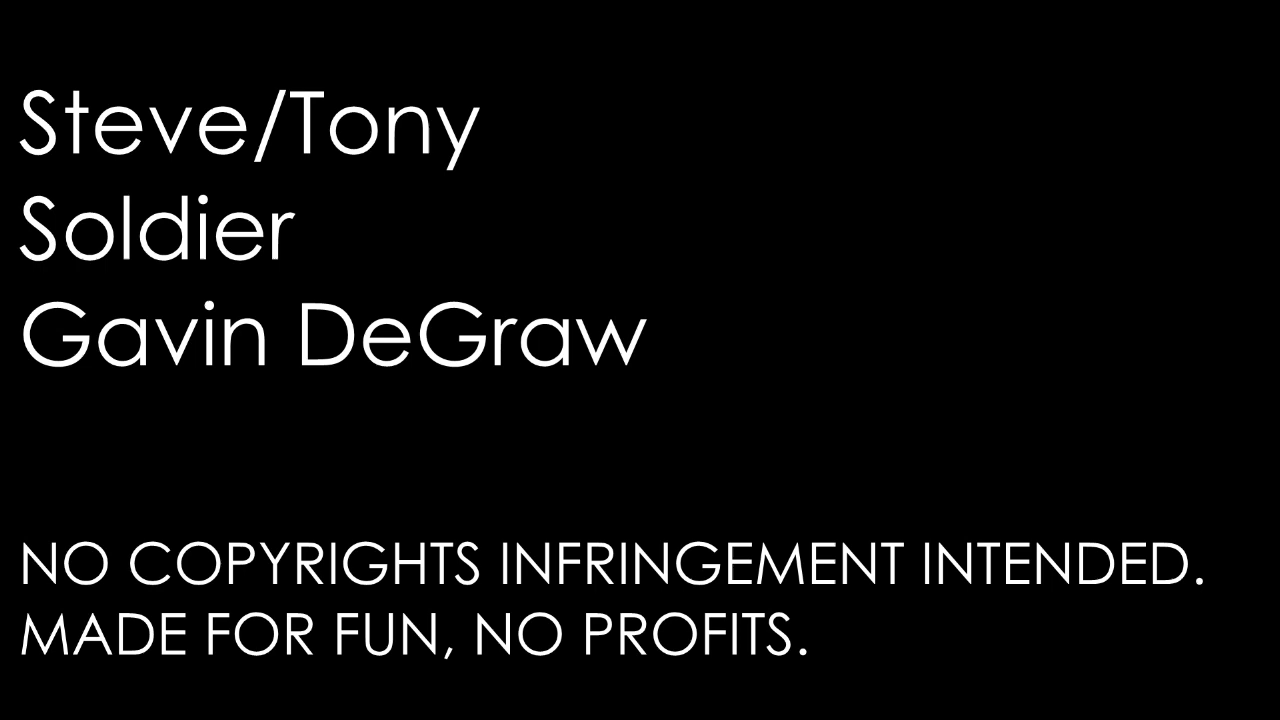 Steve/Tony
Soldier
Gavin DeGraw
NO COPYRIGHTS INFRINGEMENT INTENDED.
MADE FOR FUN, NO PROFITS.